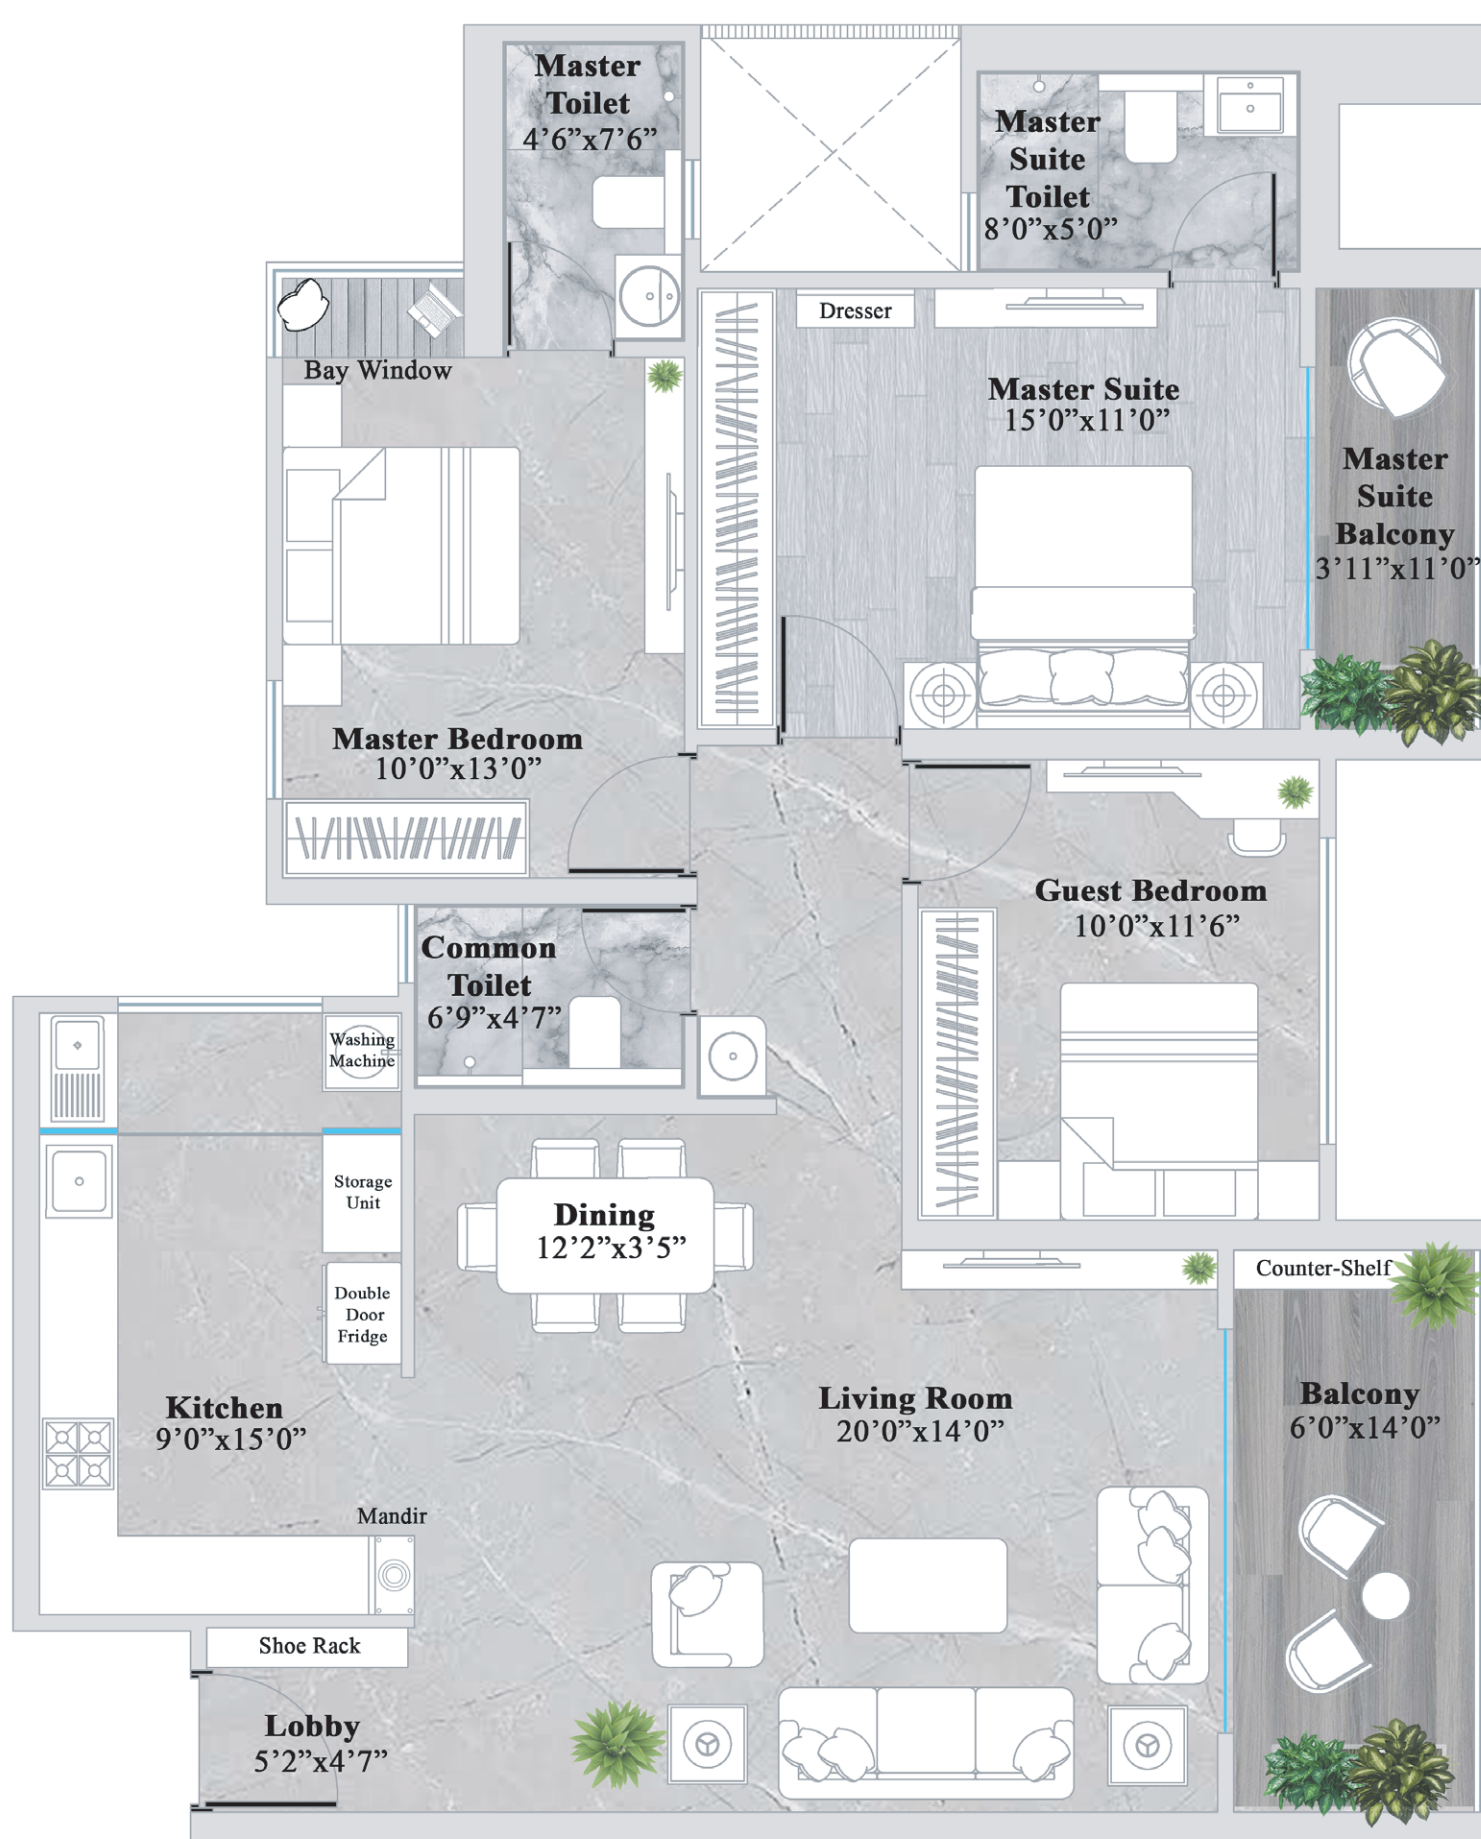 Master
Toilet
4’6”x7’6”
Master
Suite
Toilet
8’0”x5’0”
Bay Window
Dresser
Master Suite
15’0”x11’0”
Master
Suite
Balcony
3’11”x11’0”
Master Bedroom
10’0”x13’0”
Guest Bedroom
10’0”x11’6”
Common
Toilet
6’9”x4’7”
Washing
Machine
Storage
Unit
Double
Door
Fridge
Dining
12’2”x3’5”
Counter-Shelf
Kitchen
9’0”x15’0”
Living Room
20’0”x14’0”
Balcony
6’0”x14’0”
Mandir
Shoe Rack
Lobby
5’2”x4’7”